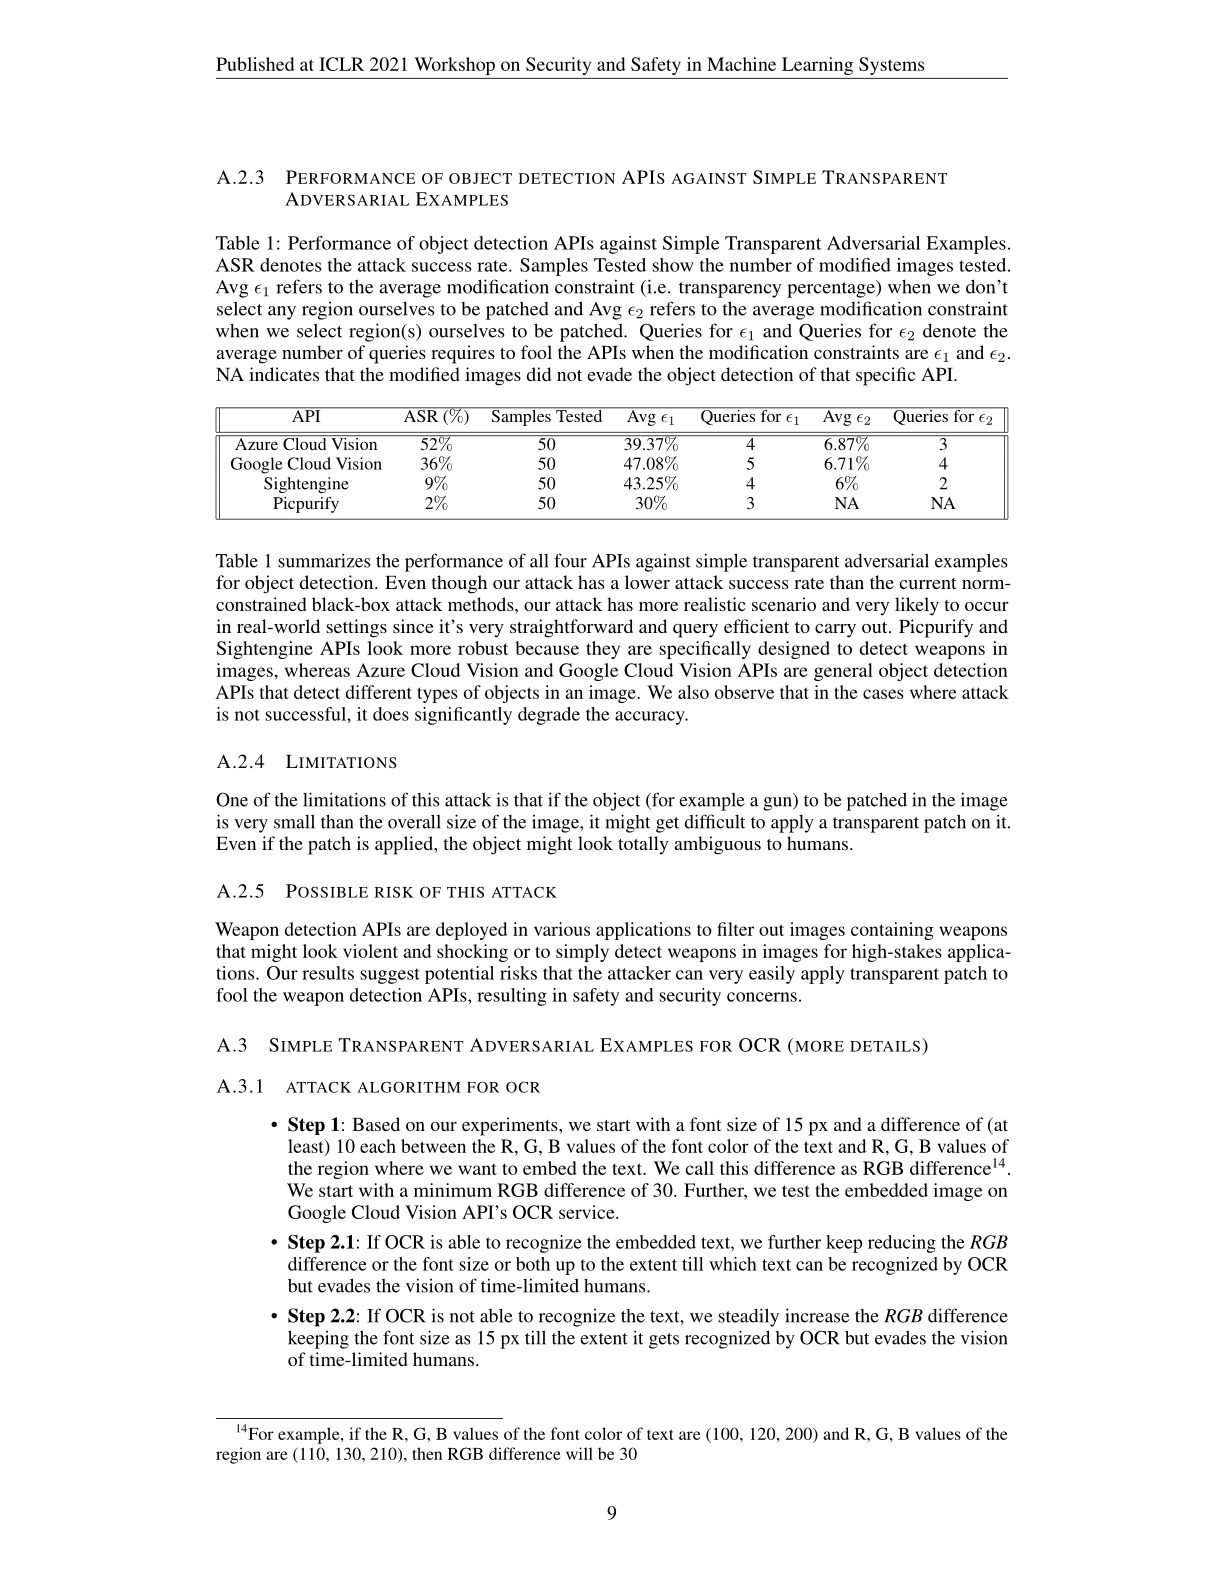 Published at ICLR 2021 Workshop on Security and Safety in Machine Learning Systems
A.2.3 PERFORMANCE OF OBJECT DETECTION APIS AGAINST SIMPLE TRANSPARENT
ADVERSARIAL EXAMPLES
Table 1: Performance of object detection APIs against Simple Transparent Adversarial Examples.
ASR denotes the attack success rate. Samples Tested show the number of modified images tested.
Avg ϵ₁ refers to the average modification constraint (i.e. transparency percentage) when we don't
select any region ourselves to be patched and Avg ϵ₂ refers to the average modification constraint
when we select region(s) ourselves to be patched. Queries for ϵ₁ and Queries for ϵ₂ denote the
average number of queries requires to fool the APIs when the modification constraints are ϵ₁ and ϵ₂.
NA indicates that the modified images did not evade the object detection of that specific API.
API ASR (%) Samples Tested Avg ϵ₁ Queries for ϵ₁ Avg ϵ₂ Queries for ϵ₂
Azure Cloud Vision 52% 50 39.37% 4 6.87% 3
Google Cloud Vision 36% 50 47.08% 5 6.71% 4
Sightengine 9% 50 43.25% 4 6% 2
Picpurify 2% 50 30% 3 NA NA
Table 1 summarizes the performance of all four APIs against simple transparent adversarial examples
for object detection. Even though our attack has a lower attack success rate than the current norm-
constrained black-box attack methods, our attack has more realistic scenario and very likely to occur
in real-world settings since it's very straightforward and query efficient to carry out. Picpurify and
Sightengine APIs look more robust because they are specifically designed to detect weapons in
images, whereas Azure Cloud Vision and Google Cloud Vision APIs are general object detection
APIs that detect different types of objects in an image. We also observe that in the cases where attack
is not successful, it does significantly degrade the accuracy.
A.2.4 LIMITATIONS
One of the limitations of this attack is that if the object (for example a gun) to be patched in the image
is very small than the overall size of the image, it might get difficult to apply a transparent patch on it.
Even if the patch is applied, the object might look totally ambiguous to humans.
A.2.5 POSSIBLE RISK OF THIS ATTACK
Weapon detection APIs are deployed in various applications to filter out images containing weapons
that might look violent and shocking or to simply detect weapons in images for high-stakes applica-
tions. Our results suggest potential risks that the attacker can very easily apply transparent patch to
fool the weapon detection APIs, resulting in safety and security concerns.
A.3 SIMPLE TRANSPARENT ADVERSARIAL EXAMPLES FOR OCR (MORE DETAILS)
A.3.1 ATTACK ALGORITHM FOR OCR
• Step 1: Based on our experiments, we start with a font size of 15 px and a difference of (at
least) 10 each between the R, G, B values of the font color of the text and R, G, B values of
the region where we want to embed the text. We call this difference as RGB difference¹⁴.
We start with a minimum RGB difference of 30. Further, we test the embedded image on
Google Cloud Vision API's OCR service.
• Step 2.1: If OCR is able to recognize the embedded text, we further keep reducing the RGB
difference or the font size or both up to the extent till which text can be recognized by OCR
but evades the vision of time-limited humans.
• Step 2.2: If OCR is not able to recognize the text, we steadily increase the RGB difference
keeping the font size as 15 px till the extent it gets recognized by OCR but evades the vision
of time-limited humans.
¹⁴For example, if the R, G, B values of the font color of text are (100, 120, 200) and R, G, B values of the
region are (110, 130, 210), then RGB difference will be 30
9